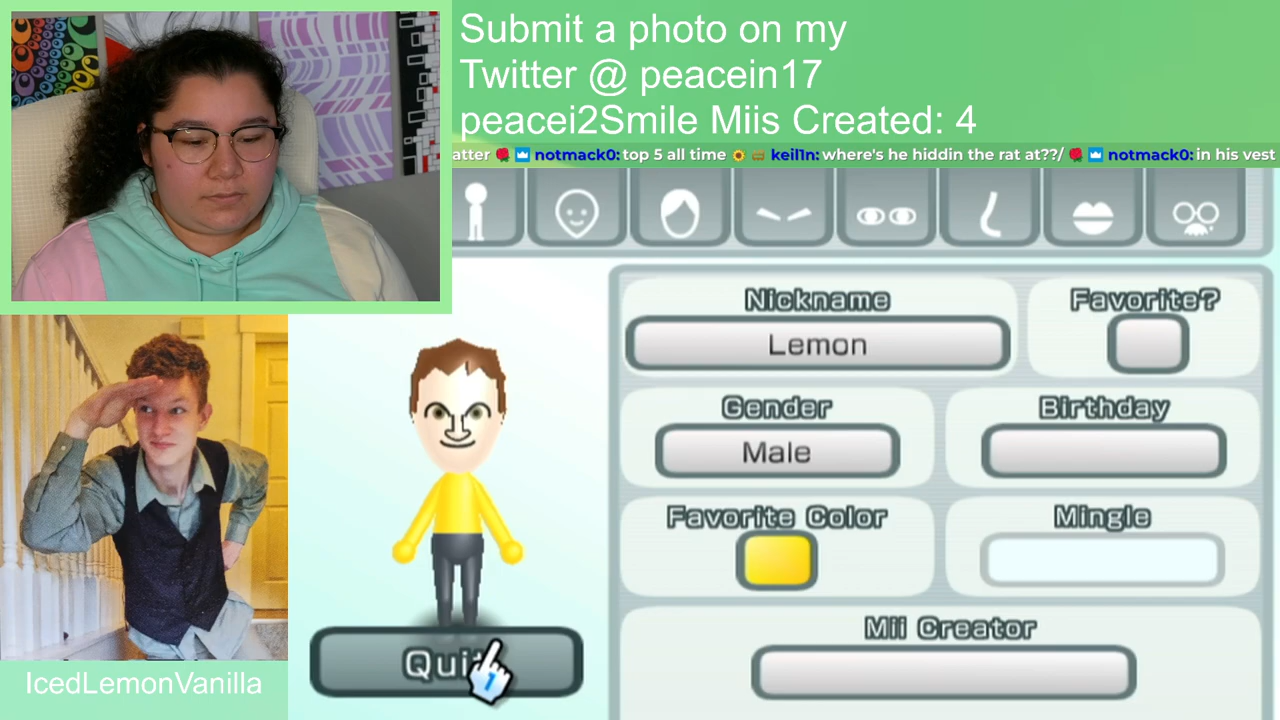 Submit a photo on my
Twitter @ peacein17
peacei2Smile Miis Created: 4
atter notmack0: top 5 all time keil1n: where's he hiddin the rat at??/ notmack0: in his vest
Nickname
Favorite?
Lemon
Gender
Birthday
Male
Favorite Color
Mingle
Mii Creator
Quit
1
IcedLemonVanilla